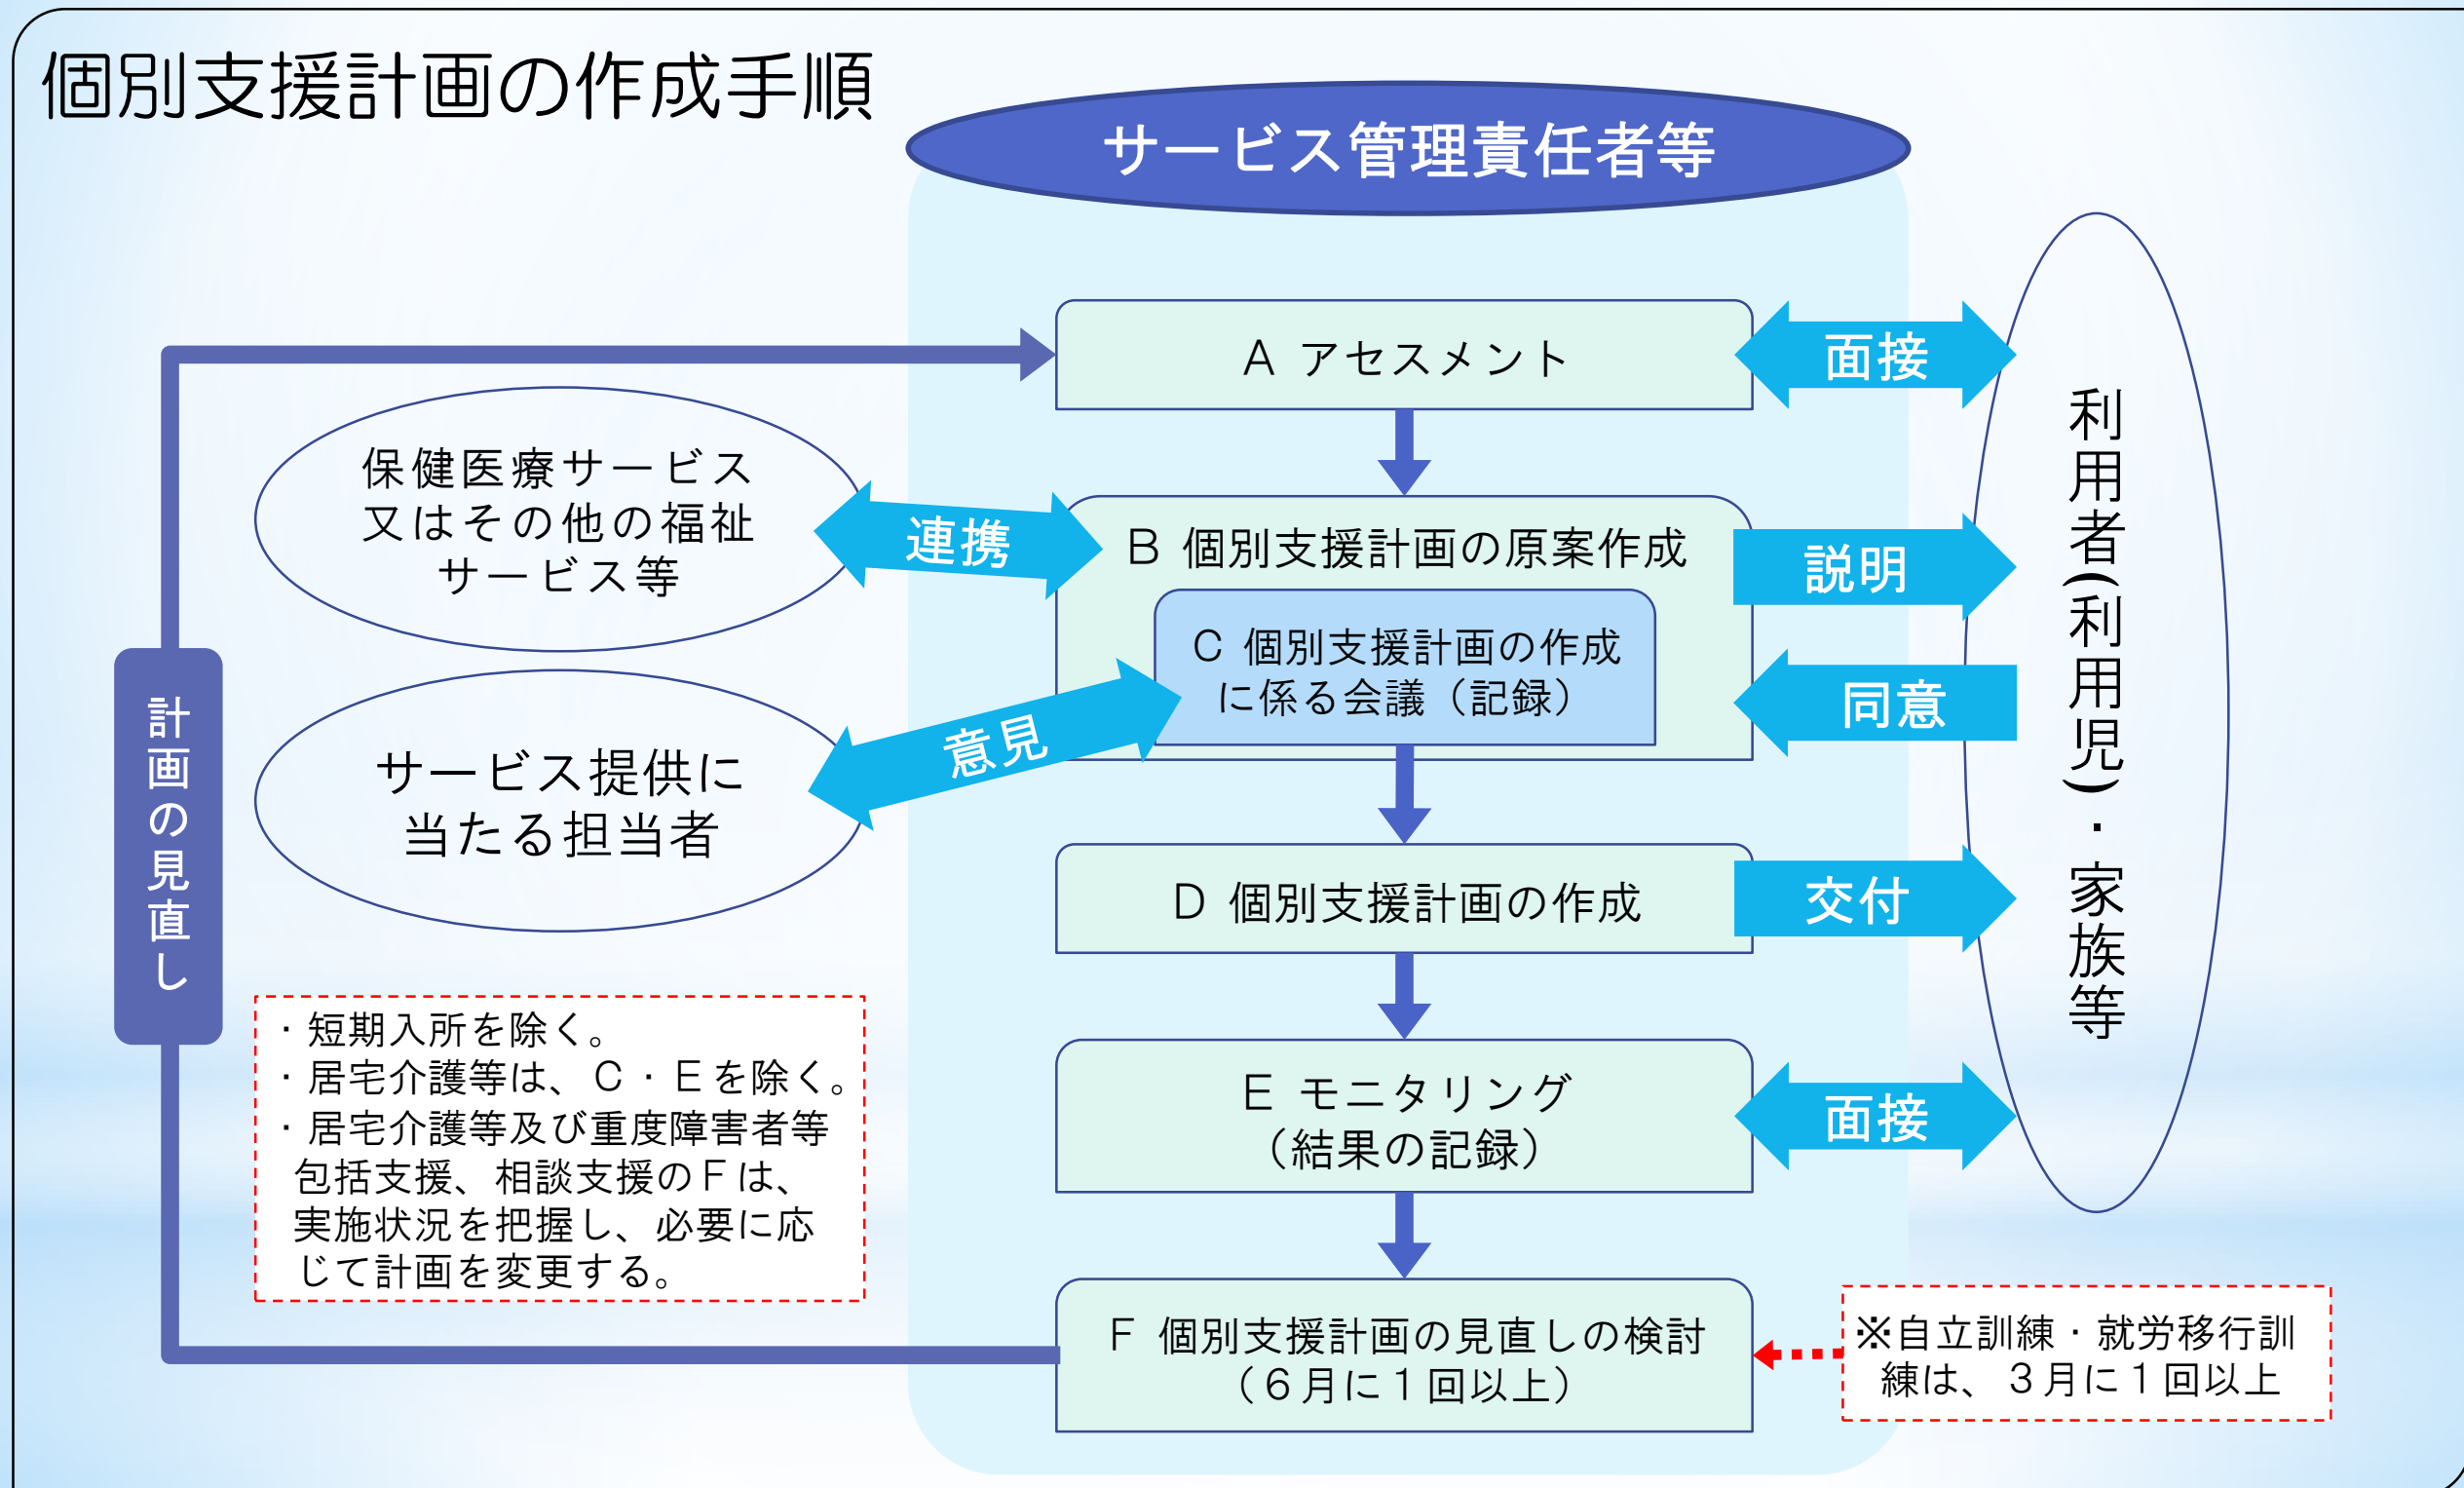 個別支援計画の作成手順
サービス管理責任者等
A アセスメント
面接
保健医療サービス
又はその他の福祉
サービス等
連携
B 個別支援計画の原案作成
説明
C 個別支援計画の作成
に係る会議（記録）
同意
意見
サービス提供に
当たる担当者
利用者(利用児)・家族等
計画の見直し
D 個別支援計画の作成
交付
・短期入所を除く。
・居宅介護等は、Ｃ・Ｅを除く。
・居宅介護等及び重度障害者等
包括支援、相談支援のＦは、
実施状況を把握し、必要に応
じて計画を変更する。
E モニタリング
（結果の記録）
面接
F 個別支援計画の見直しの検討
（６月に１回以上）
※自立訓練・就労移行訓
練は、３月に１回以上